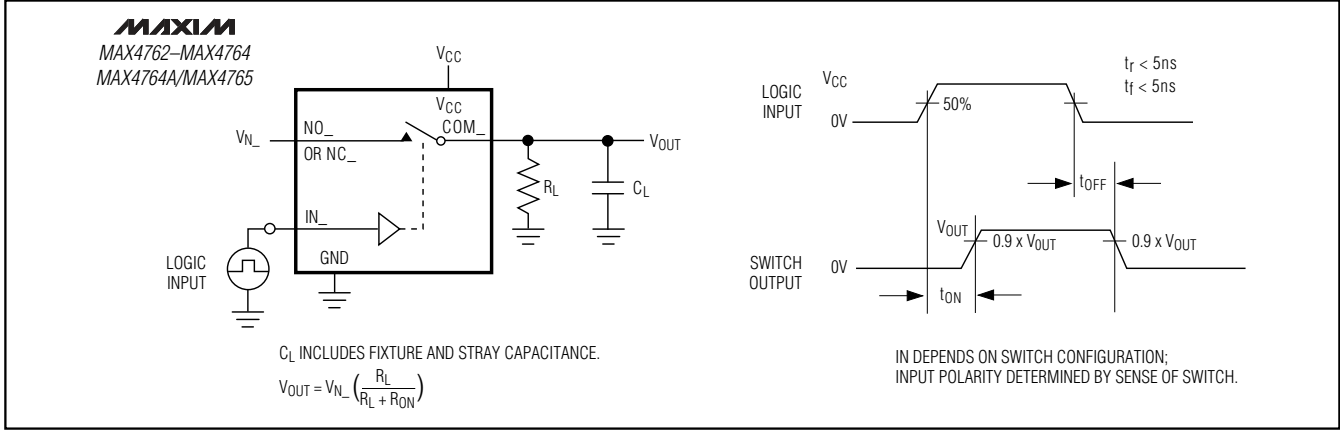 MAXIM
MAX4762–MAX4764
MAX4764A/MAX4765
VCC
VCC
VN_
NO_
COM_
VOUT
OR NC_
RL
CL
IN_
GND
LOGIC
INPUT
CL INCLUDES FIXTURE AND STRAY CAPACITANCE.
VOUT = VN_ (RL / RL + RON)
LOGIC
INPUT
VCC
0V
50%
tr < 5ns
tf < 5ns
tOFF
VOUT
0.9 x VOUT
0.9 x VOUT
SWITCH
OUTPUT
0V
tON
IN DEPENDS ON SWITCH CONFIGURATION;
INPUT POLARITY DETERMINED BY SENSE OF SWITCH.